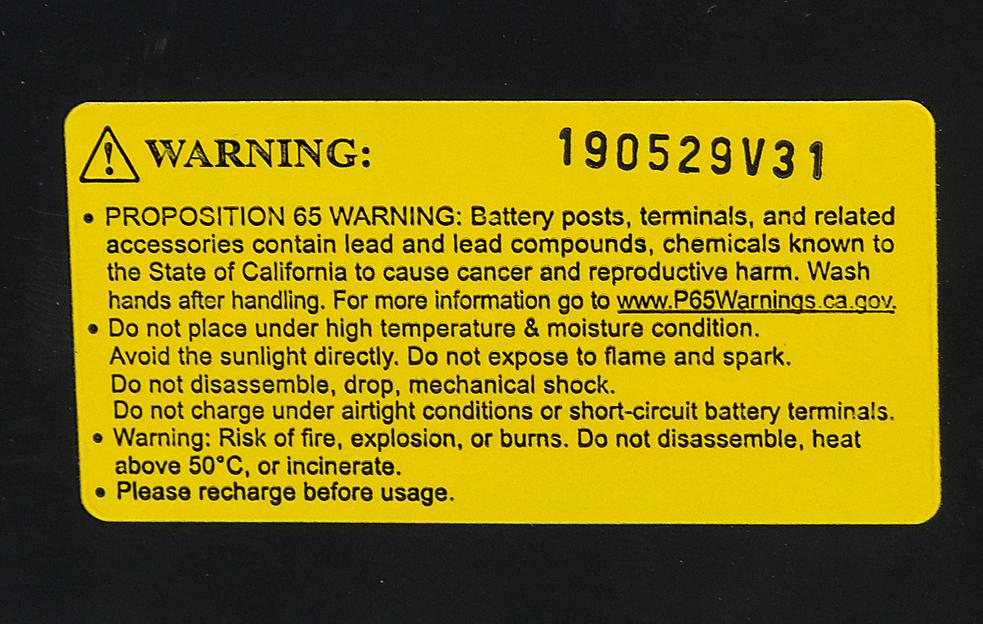 WARNING: 190529V31
• PROPOSITION 65 WARNING: Battery posts, terminals, and related
accessories contain lead and lead compounds, chemicals known to
the State of California to cause cancer and reproductive harm. Wash
hands after handling. For more information go to www.P65Warnings.ca.gov.
• Do not place under high temperature & moisture condition.
Avoid the sunlight directly. Do not expose to flame and spark.
Do not disassemble, drop, mechanical shock.
Do not charge under airtight conditions or short-circuit battery terminals.
• Warning: Risk of fire, explosion, or burns. Do not disassemble, heat
above 50°C, or incinerate.
• Please recharge before usage.